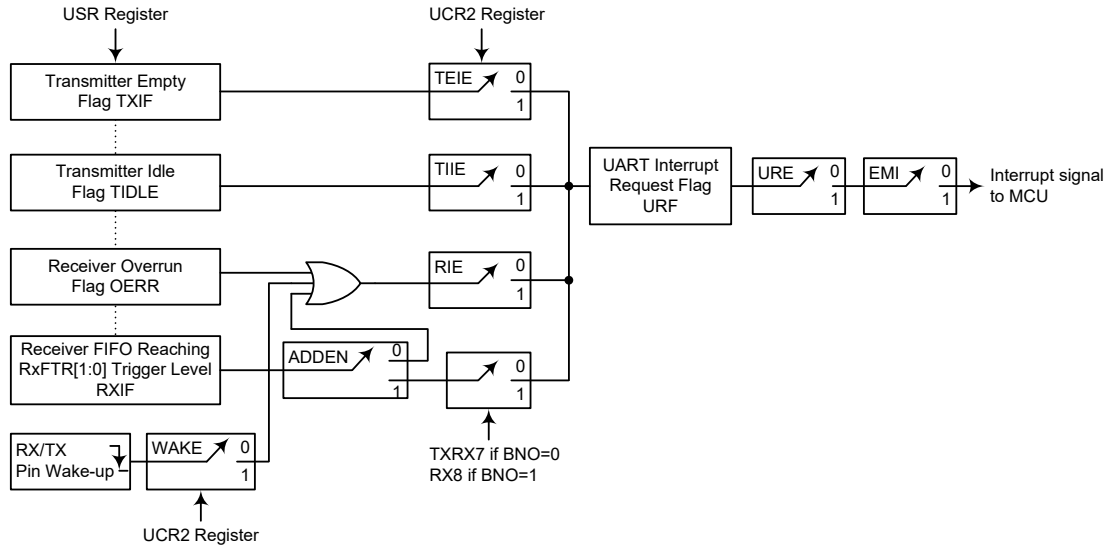 USR Register
UCR2 Register
Transmitter Empty
Flag TXIF
TEIE
0
1
Transmitter Idle
Flag TIDLE
TIIE
0
1
UART Interrupt
Request Flag
URF
URE
0
1
EMI
0
1
Interrupt signal
to MCU
Receiver Overrun
Flag OERR
RIE
0
1
Receiver FIFO Reaching
RxFTR[1:0] Trigger Level
RXIF
ADDEN
0
1
0
1
TXRX7 if BNO=0
RX8 if BNO=1
RX/TX
Pin Wake-up
WAKE
0
1
UCR2 Register